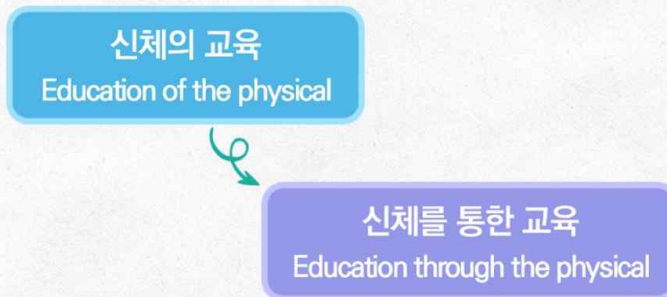 신체의 교육
Education of the physical
신체를 통한 교육
Education through the physical